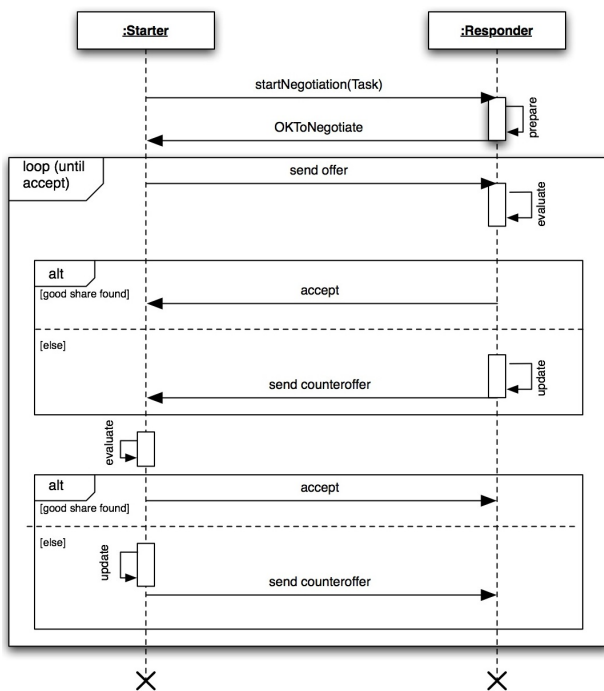 :Starter
:Responder
startNegotiation(Task)
prepare
OKToNegotiate
loop (until
accept)
send offer
evaluate
alt
[good share found]
accept
[else]
update
send counteroffer
evaluate
alt
accept
[good share found]
[else]
update
send counteroffer